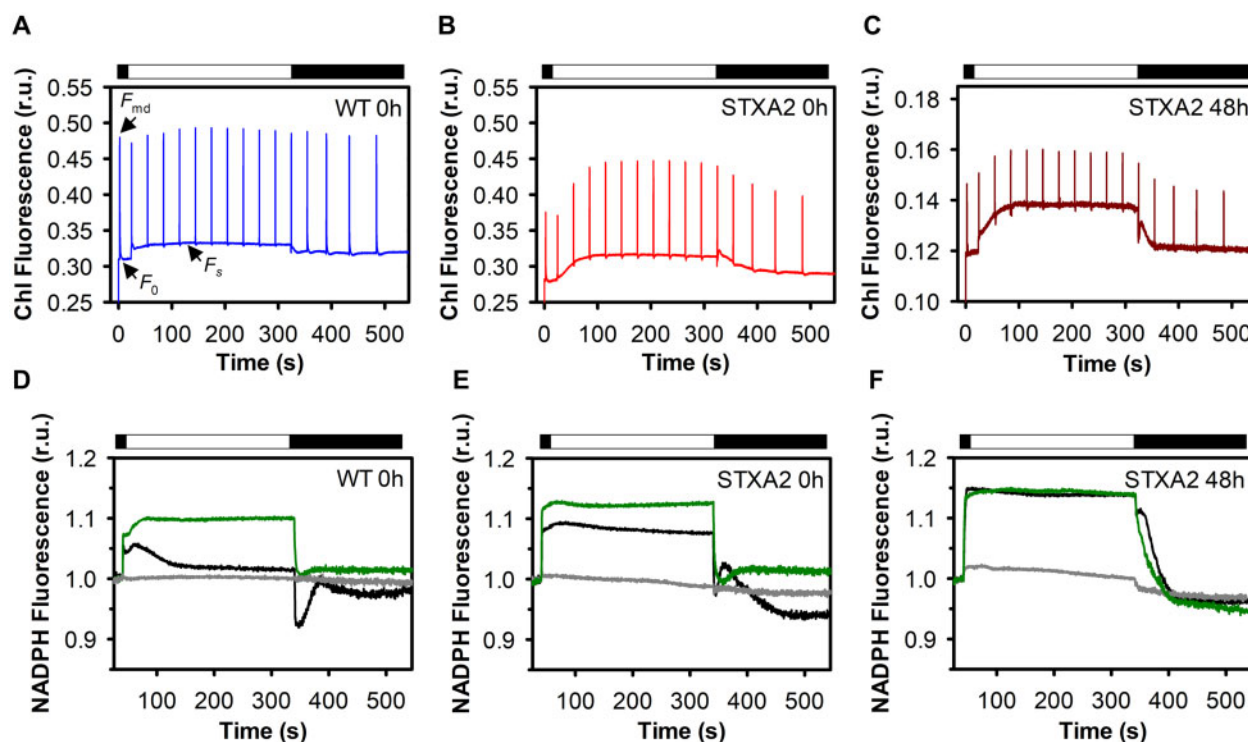 A
B
C
Chl Fluorescence (r.u.)
0.55
0.50
0.45
0.40
0.35
0.30
0.25
WT 0h
Fmd
F0
Fs
0 100 200 300 400 500
Time (s)
Chl Fluorescence (r.u.)
0.55
0.50
0.45
0.40
0.35
0.30
0.25
STXA2 0h
0 100 200 300 400 500
Time (s)
Chl Fluorescence (r.u.)
0.18
0.16
0.14
0.12
0.10
STXA2 48h
0 100 200 300 400 500
Time (s)
D
E
F
NADPH Fluorescence (r.u.)
1.2
1.1
1.0
0.9
WT 0h
100 200 300 400 500
Time (s)
NADPH Fluorescence (r.u.)
1.2
1.1
1.0
0.9
STXA2 0h
100 200 300 400 500
Time (s)
NADPH Fluorescence (r.u.)
1.2
1.1
1.0
0.9
STXA2 48h
100 200 300 400 500
Time (s)